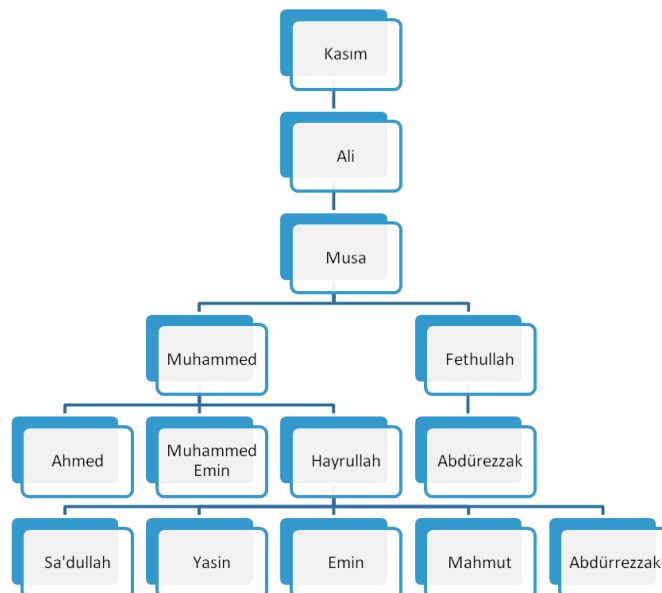 Kasım
Ali
Musa
Muhammed
Fethullah
Ahmed
Muhammed
Emin
Hayrullah
Abdürezzak
Sa'dullah
Yasin
Emin
Mahmut
Abdürrezzak